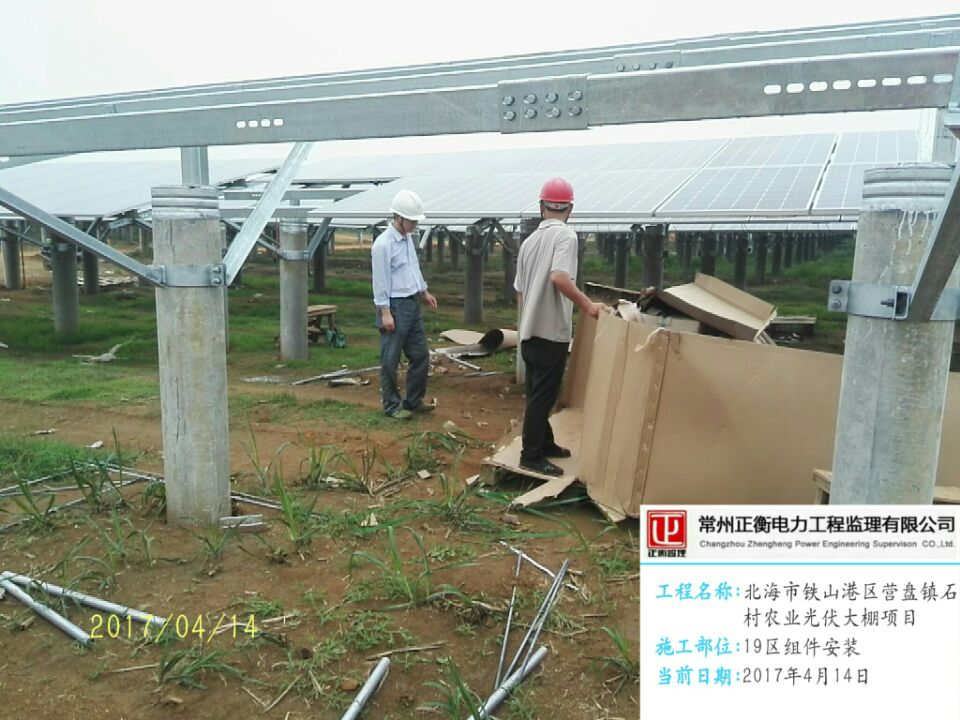 正衡监理
常州正衡电力工程监理有限公司
Changzhou Zhengheng Power Engineering Supervison CO.,Ltd.
工程名称:北海市铁山港区营盘镇石
村农业光伏大棚项目
施工部位:19区组件安装
当前日期:2017年4月14日
2017/04/14